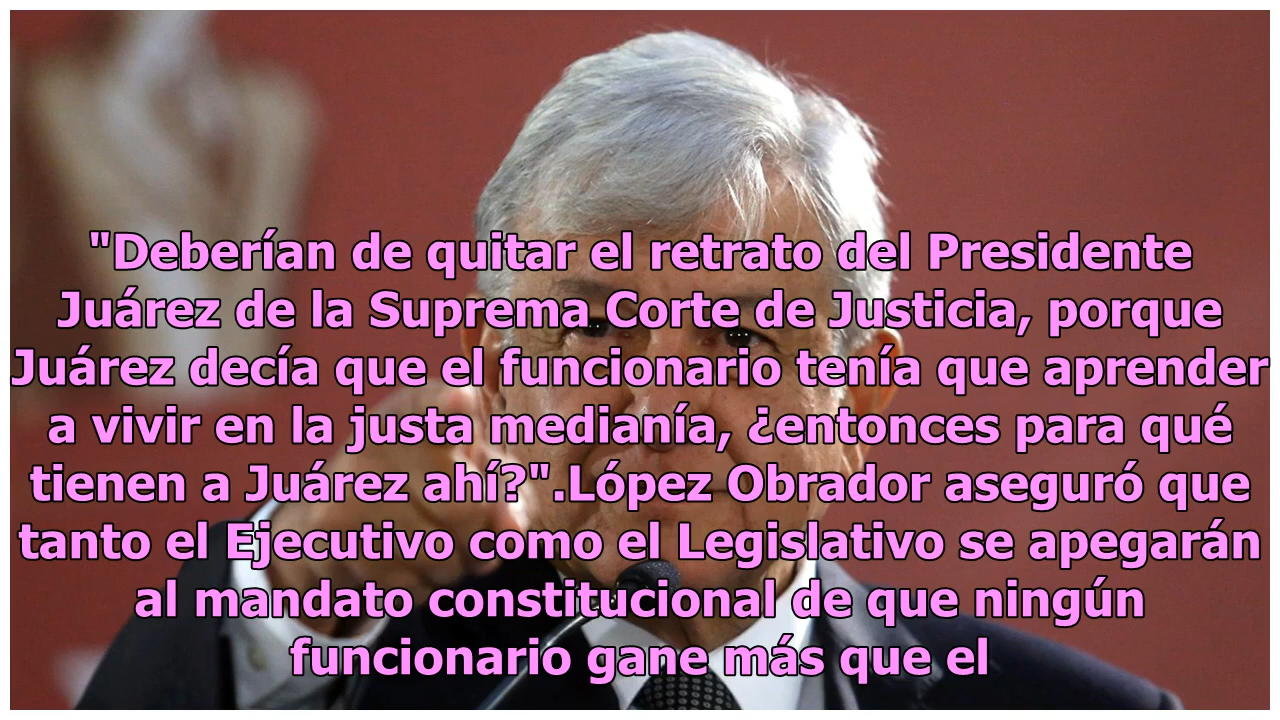 "Deberían de quitar el retrato del Presidente
Juárez de la Suprema Corte de Justicia, porque
Juárez decía que el funcionario tenía que aprender
a vivir en la justa medianía, ¿entonces para qué
tienen a Juárez ahí?".López Obrador aseguró que
tanto el Ejecutivo como el Legislativo se apegarán
al mandato constitucional de que ningún
funcionario gane más que el